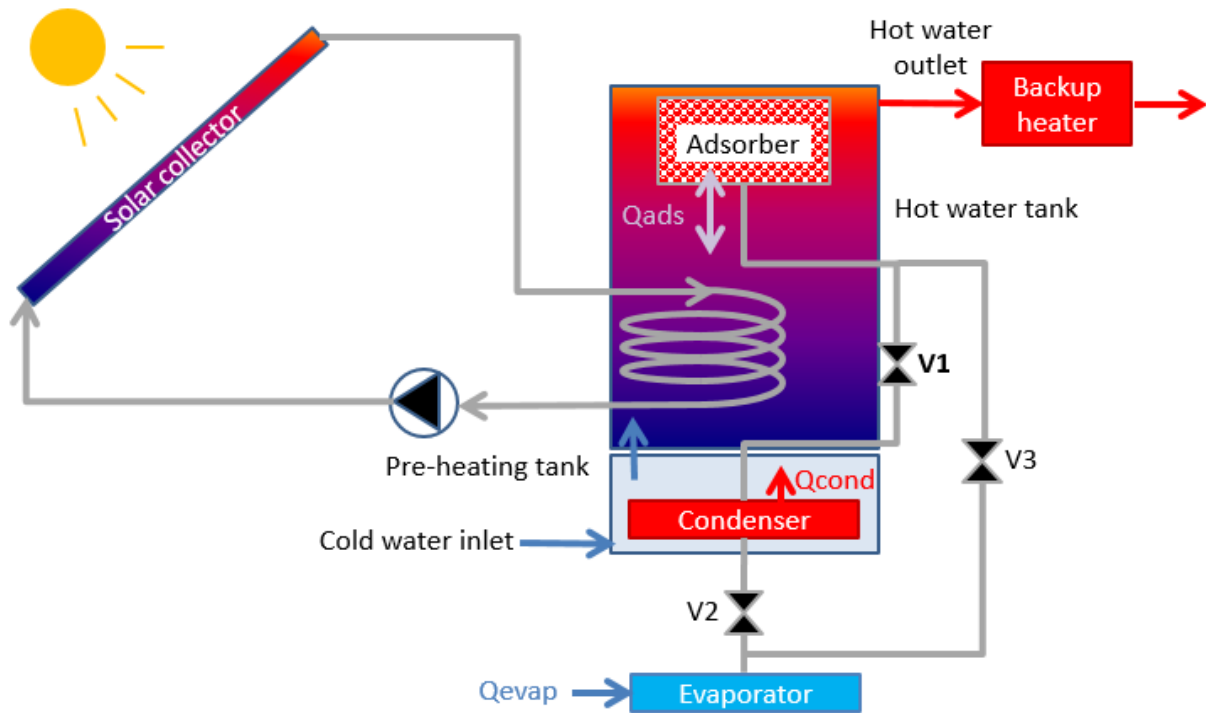 Solar collector
Hot water
outlet
Backup
heater
Adsorber
Qads
Hot water tank
V1
V3
Pre-heating tank
Qcond
Condenser
Cold water inlet
V2
Qevap
Evaporator